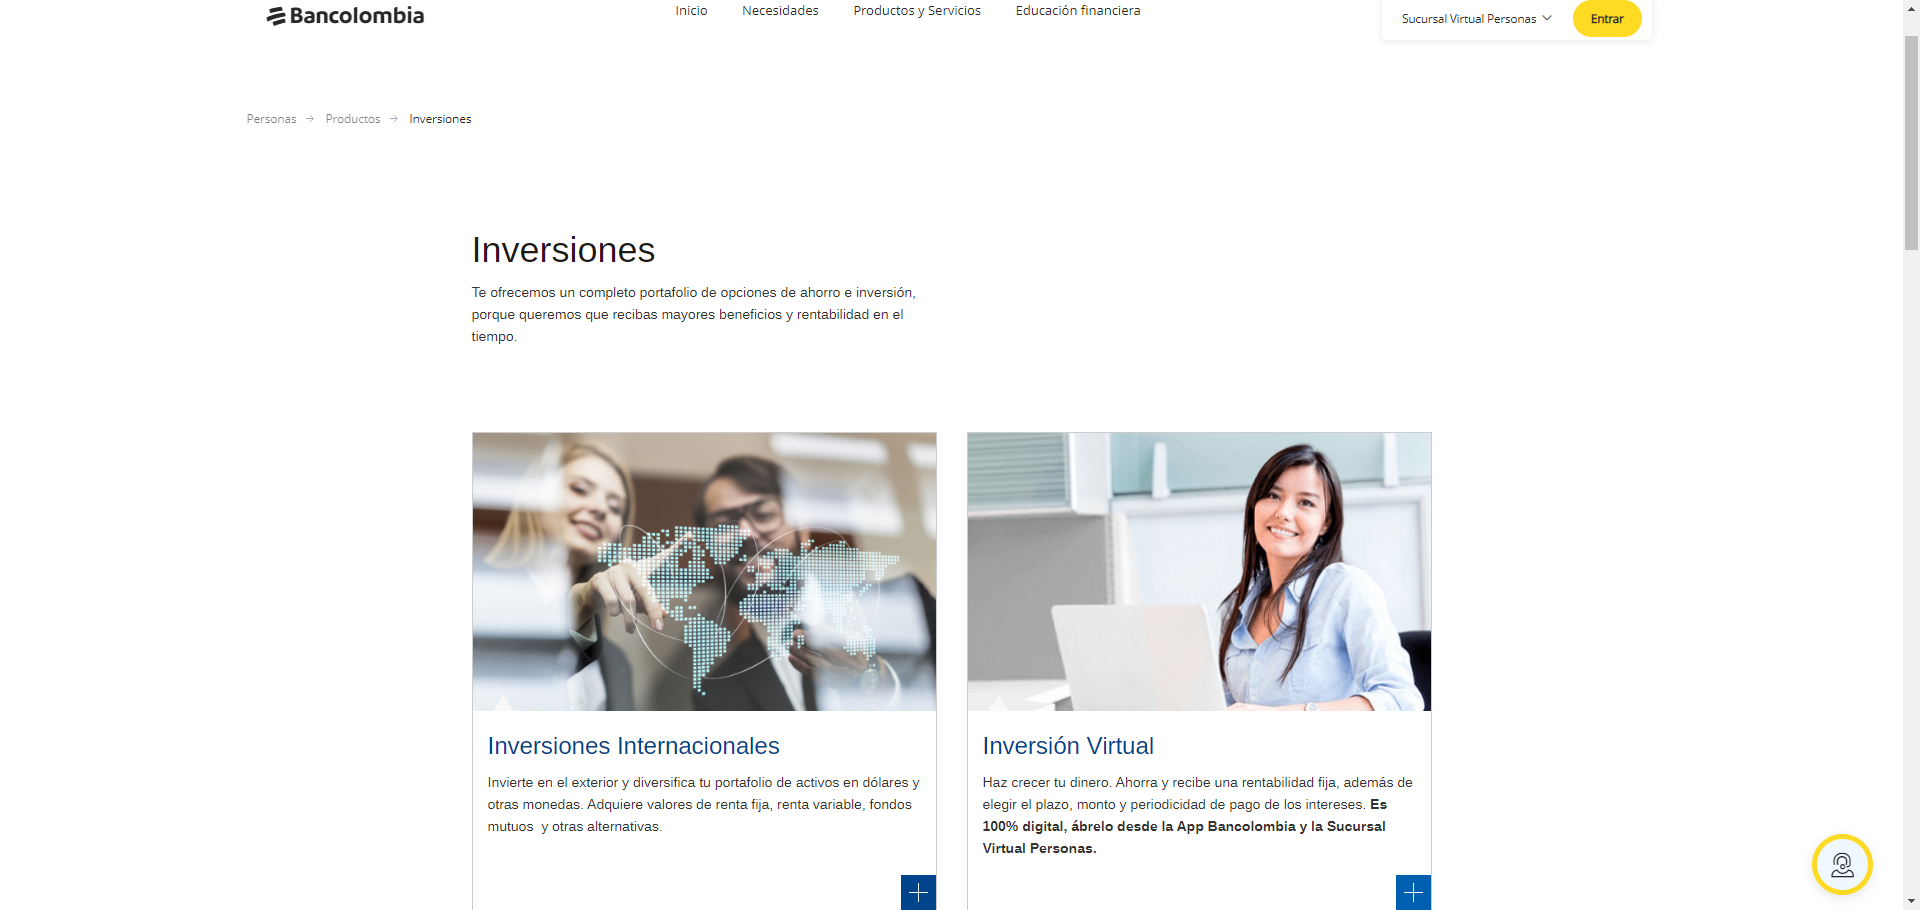 Bancolombia
Inicio
Necesidades
Productos y Servicios
Educación financiera
Sucursal Virtual Personas
Entrar
Personas → Productos → Inversiones
Inversiones
Te ofrecemos un completo portafolio de opciones de ahorro e inversión,
porque queremos que recibas mayores beneficios y rentabilidad en el
tiempo.
Inversiones Internacionales
Invierte en el exterior y diversifica tu portafolio de activos en dólares y
otras monedas. Adquiere valores de renta fija, renta variable, fondos
mutuos  y otras alternativas.
Inversión Virtual
Haz crecer tu dinero. Ahorra y recibe una rentabilidad fija, además de
elegir el plazo, monto y periodicidad de pago de los intereses. Es
100% digital, ábrelo desde la App Bancolombia y la Sucursal
Virtual Personas.